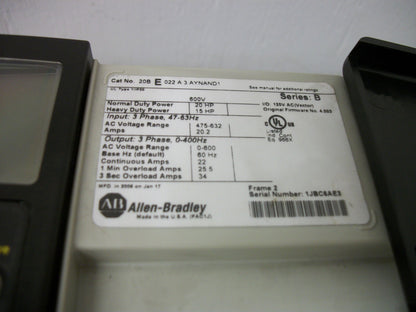 Cat No. 20B E 022 A 3 AYNAND1
See manual for additional ratings
600V
Series: B
Normal Duty Power 20 HP
Heavy Duty Power 15 HP
I/O: 120V AC(Vector)
Original Firmware No. 4.003
Input: 3 Phase, 47-63Hz
AC Voltage Range 475-632
Amps 20.2
Output: 3 Phase, 0-400Hz
AC Voltage Range 0-600
Base Hz (default) 60 Hz
Continuous Amps 22
1 Min Overload Amps 25.5
3 Sec Overload Amps 34
UL
Listed
Ind. Cont.
Eq. 966X
MFD. in 2006 on Jan 17
Frame 2
Serial Number: 1JBC6AE3
AB Allen-Bradley
Made in the U.S.A. (FAC1J)